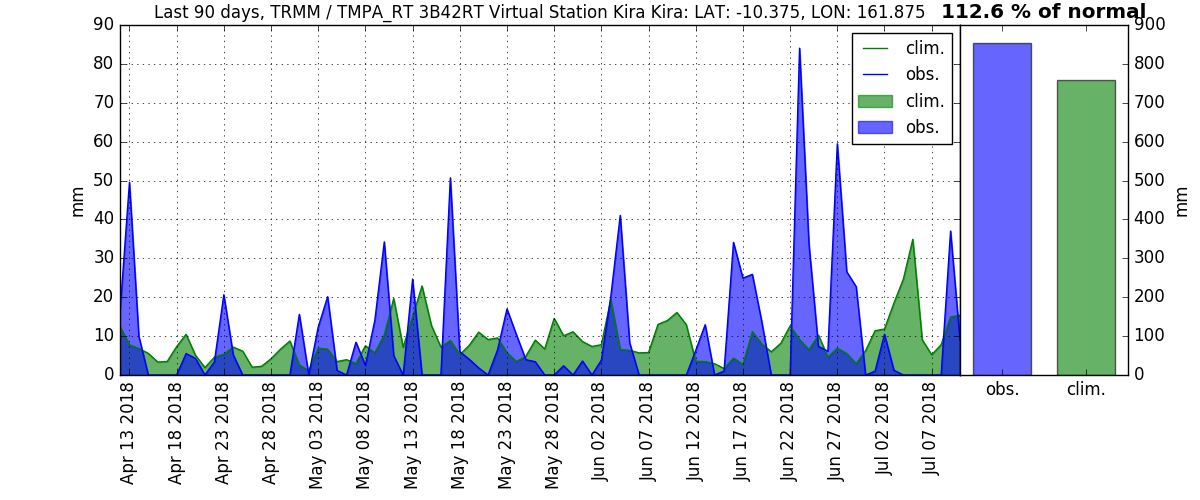 Last 90 days, TRMM / TMPA_RT 3B42RT Virtual Station Kira Kira: LAT: -10.375, LON: 161.875
112.6 % of normal
90
80
70
60
50
40
30
20
10
0
mm
clim.
obs.
clim.
obs.
Apr 13 2018
Apr 18 2018
Apr 23 2018
Apr 28 2018
May 03 2018
May 08 2018
May 13 2018
May 18 2018
May 23 2018
May 28 2018
Jun 02 2018
Jun 07 2018
Jun 12 2018
Jun 17 2018
Jun 22 2018
Jun 27 2018
Jul 02 2018
Jul 07 2018
900
800
700
600
500
400
300
200
100
0
mm
obs.
clim.